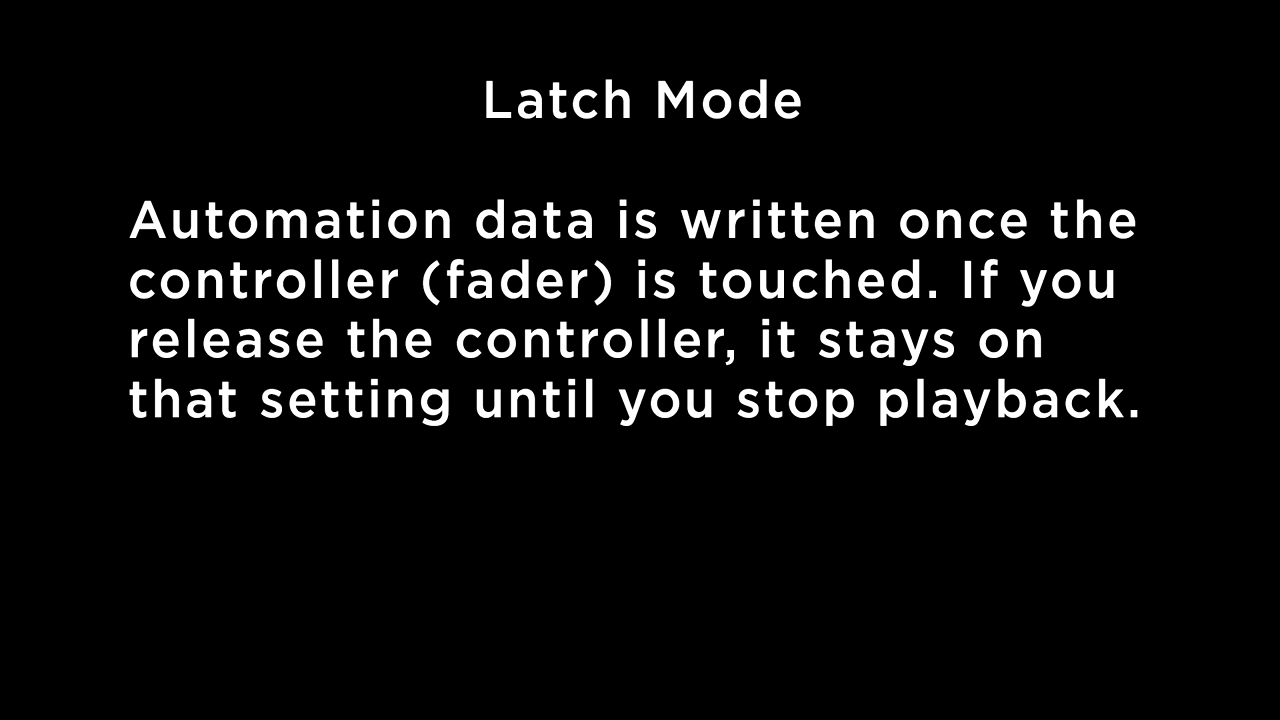 Latch Mode
Automation data is written once the
controller (fader) is touched. If you
release the controller, it stays on
that setting until you stop playback.